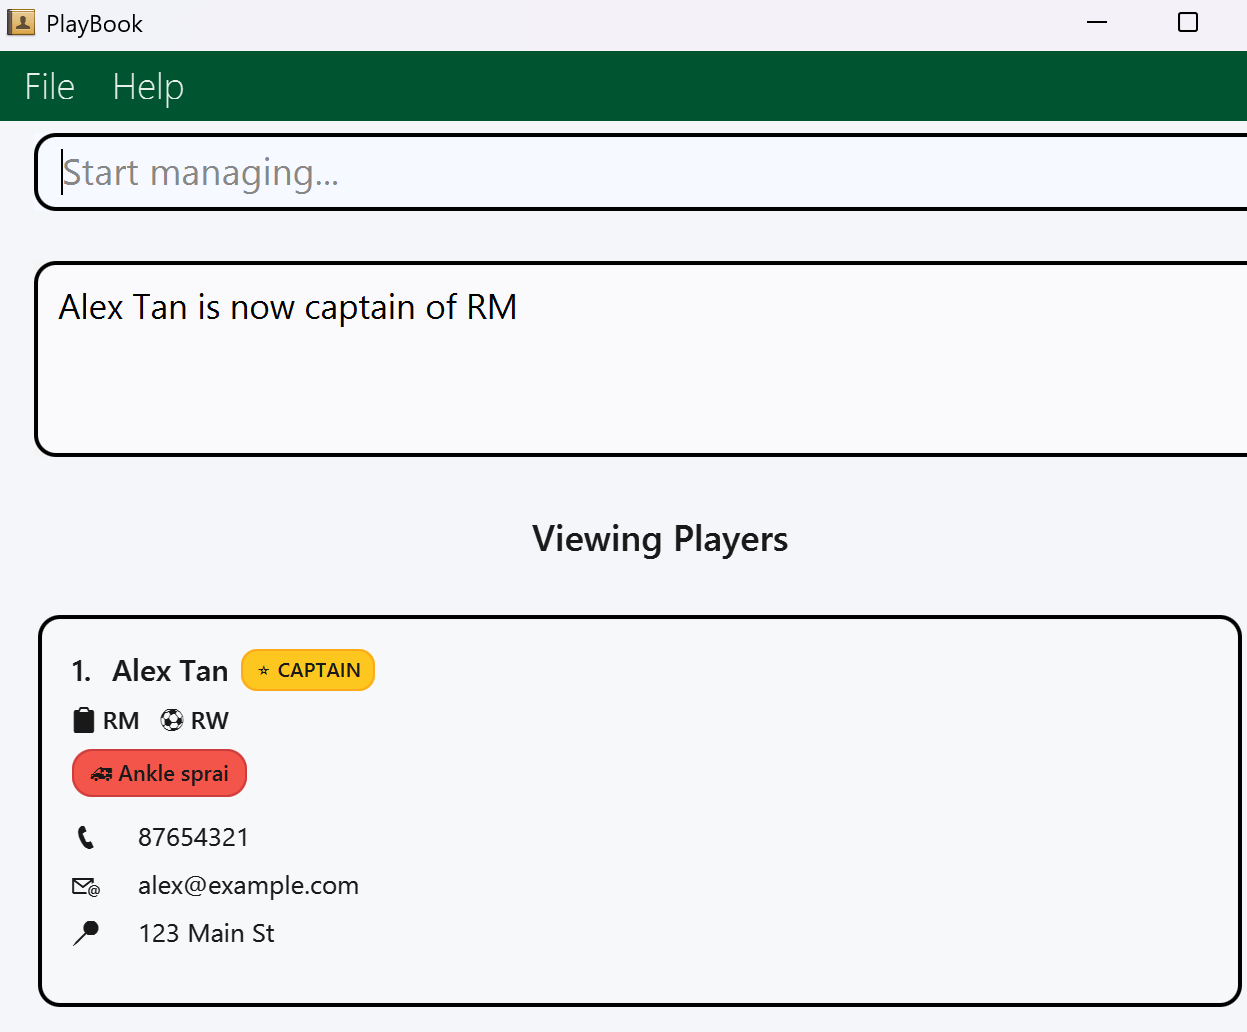 PlayBook
File Help
Start managing...
Alex Tan is now captain of RM
Viewing Players
1. Alex Tan ⭐ CAPTAIN
📋 RM ⚽ RW
🚑 Ankle sprai
87654321
alex@example.com
123 Main St